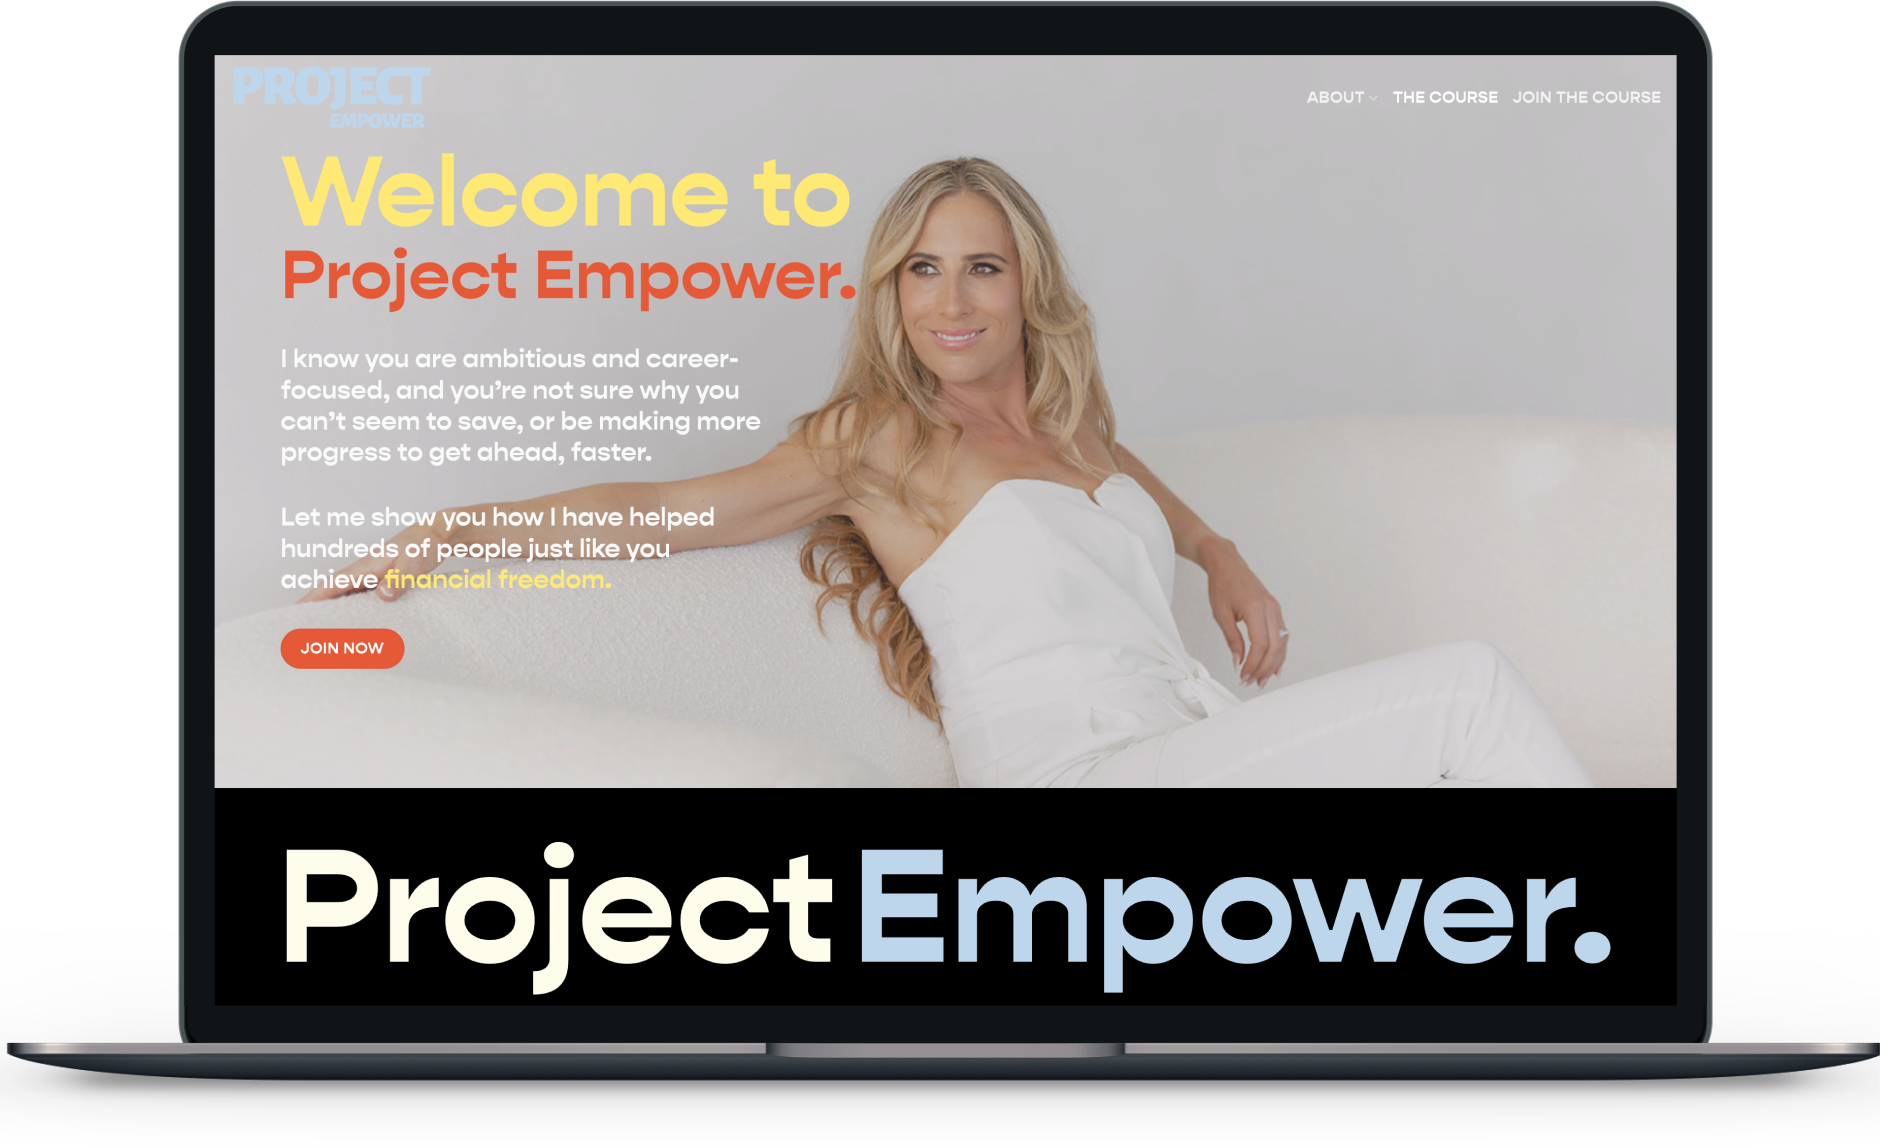 PROJECT
EMPOWER
ABOUT THE COURSE JOIN THE COURSE
Welcome to
Project Empower.
I know you are ambitious and career-
focused, and you’re not sure why you
can’t seem to save, or be making more
progress to get ahead, faster.
Let me show you how I have helped
hundreds of people just like you
achieve financial freedom.
JOIN NOW
Project Empower.